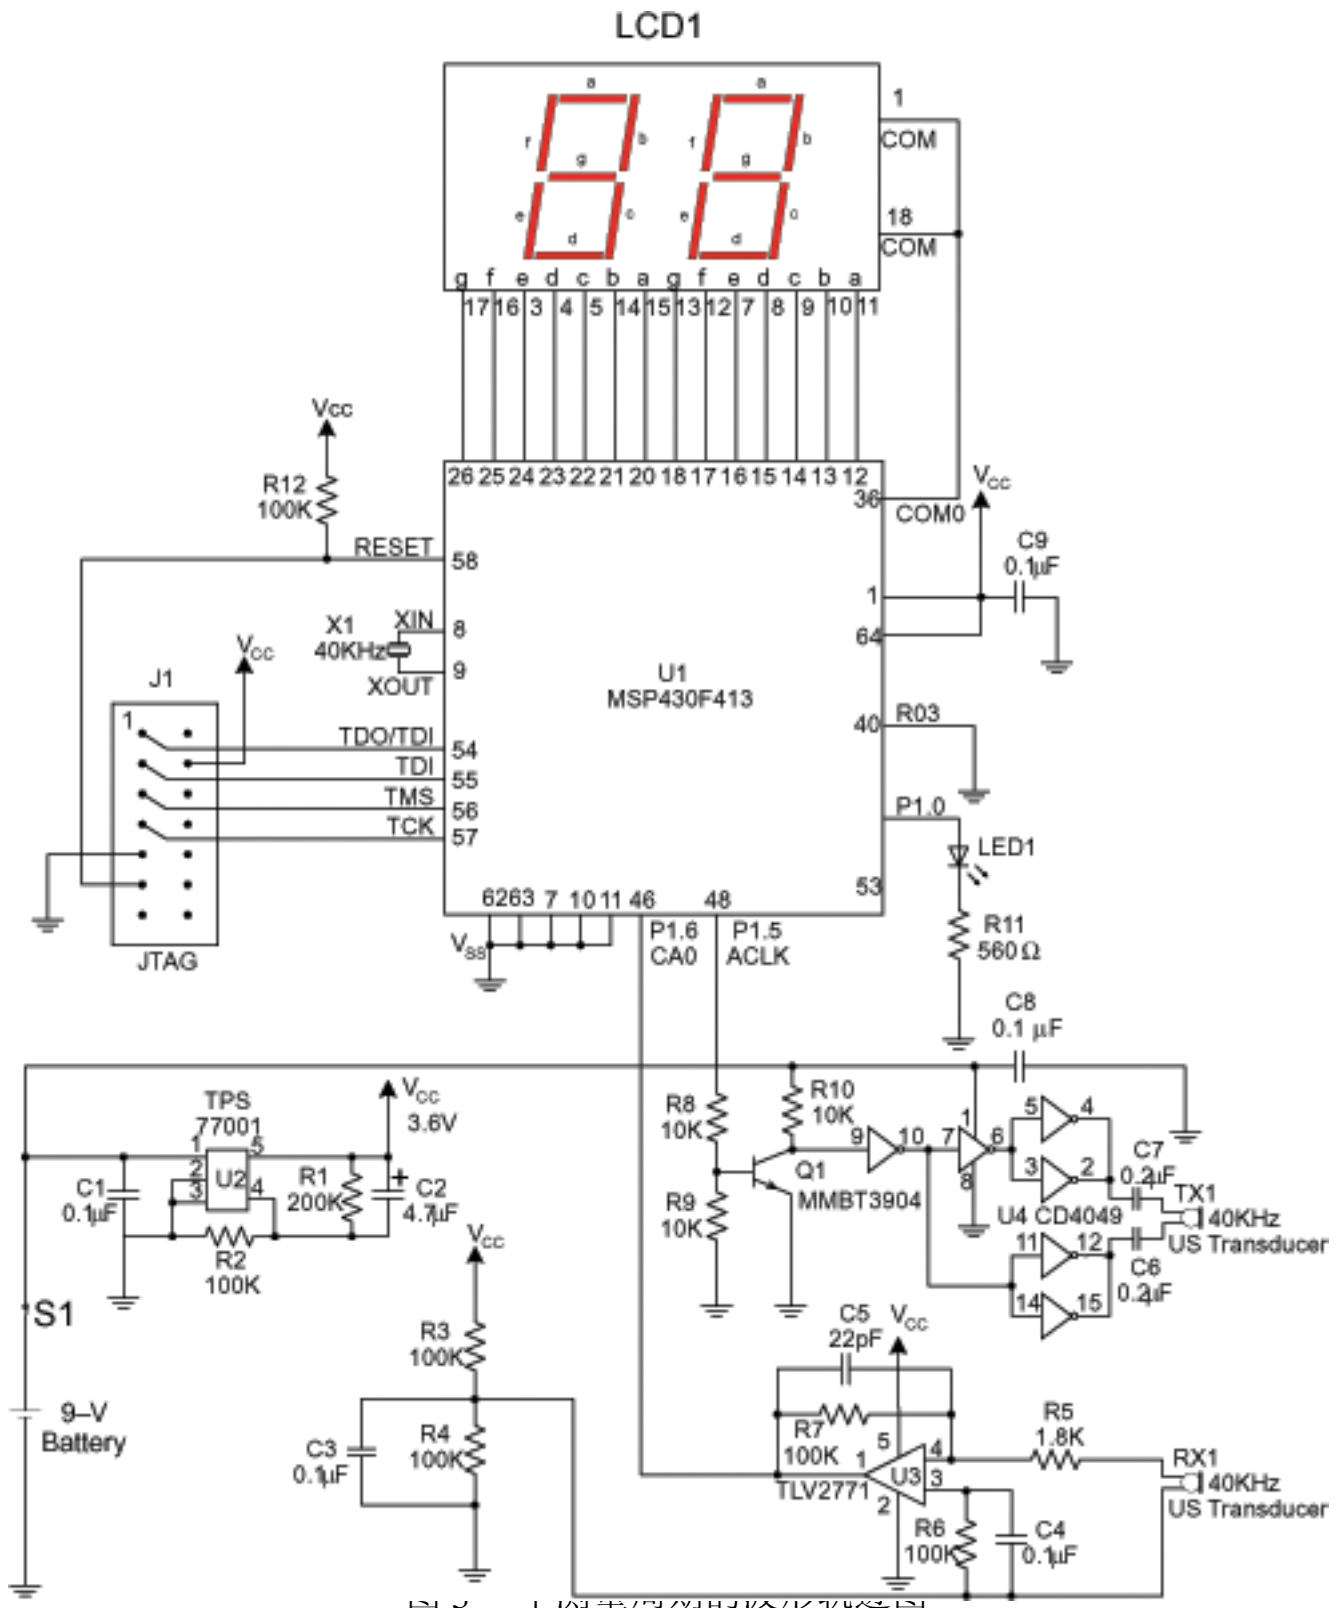 LCD1
a
a
f
b
f
b
g
g
e
c
e
c
d
d
1
COM
18
COM
g f e d c b a g f e d c b a
17 16 3 4 5 14 15 13 12 7 8 9 10 11
Vcc
R12
100K
26 25 24 23 22 21 20 18 17 16 15 14 13 12
36
COM0
VCC
C9
0.1µF
RESET
58
1
64
X1
40KHz
XIN
8
9
XOUT
U1
MSP430F413
VCC
J1
1
40
R03
TDO/TDI
54
TDI
55
TMS
56
TCK
57
P1.0
LED1
53
JTAG
62 63 7 10 11 46 48
VSS
P1.6
CA0
P1.5
ACLK
R11
560 Ω
C8
0.1 µF
TPS
77001
VCC
3.6V
1
2
3
U2
5
4
C1
0.1µF
R1
200K
+
C2
4.7µF
R2
100K
R8
10K
R10
10K
R9
10K
Q1
MMBT3904
9
10
7
1
6
8
5
4
3
2
U4 CD4049
11
12
14
15
C7
0.2µF
TX1
40KHz
US Transducer
C6
0.2µF
S1
9–V
Battery
VCC
R3
100K
R4
100K
C3
0.1µF
C5
22pF
VCC
R7
100K
1
5
4
U3
3
2
TLV2771
R5
1.8K
RX1
40KHz
US Transducer
R6
100K
C4
0.1µF